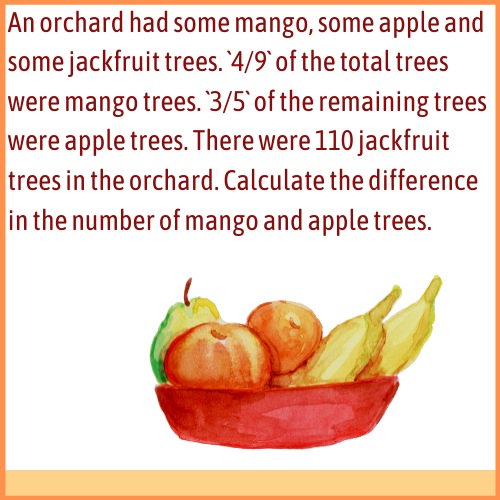 An orchard had some mango, some apple and
some jackfruit trees. `4/9` of the total trees
were mango trees. `3/5` of the remaining trees
were apple trees. There were 110 jackfruit
trees in the orchard. Calculate the difference
in the number of mango and apple trees.